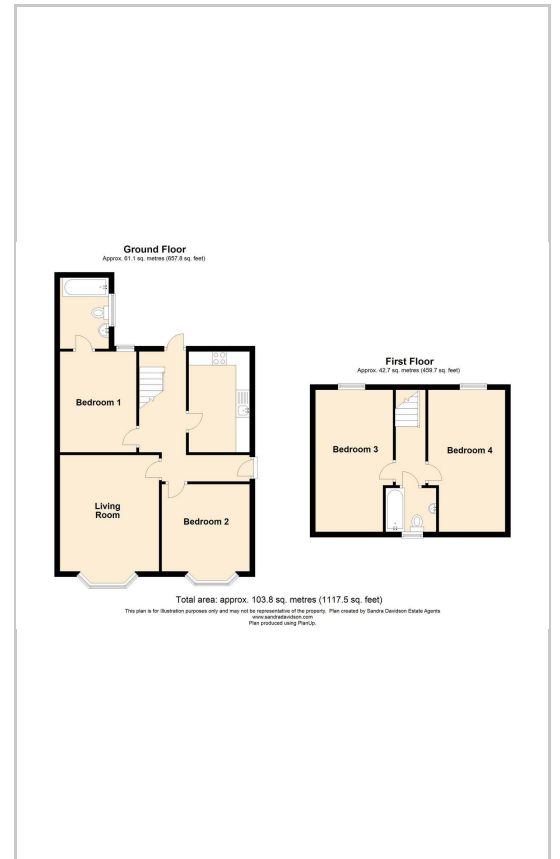 Ground Floor
Approx. 61.1 sq. metres (657.8 sq. feet)
Bedroom 1
Living
Room
Bedroom 2
First Floor
Approx. 42.7 sq. metres (459.7 sq. feet)
Bedroom 3
Bedroom 4
Total area: approx. 103.8 sq. metres (1117.5 sq. feet)
This plan is for illustration purposes only and may not be representative of the property. Plan created by Sandra Davidson Estate Agents
www.sandradavidson.com
Plan produced using PlanUp.